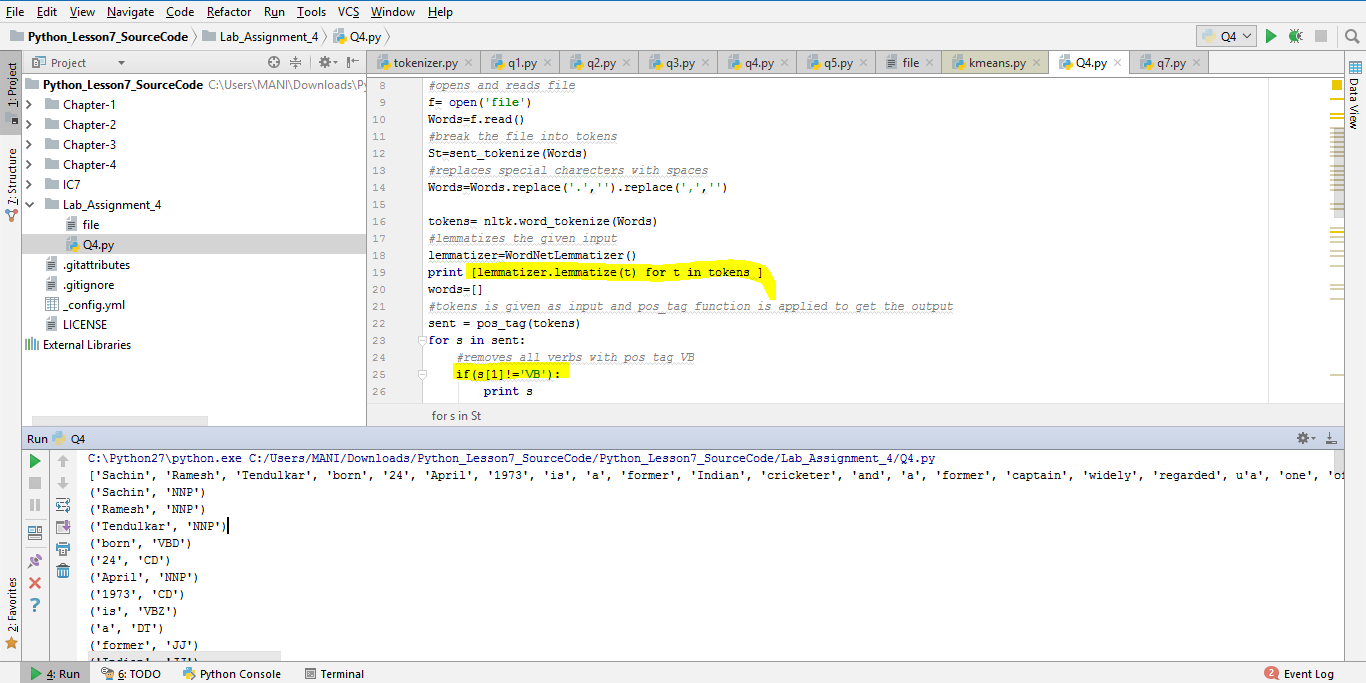 File Edit View Navigate Code Refactor Run Tools VCS Window Help
Python_Lesson7_SourceCode Lab_Assignment_4 Q4.py Q4
Project tokenizer.py q1.py q2.py q3.py q4.py q5.py file kmeans.py Q4.py q7.py
1: Project
7: Structure
2: Favorites
Data View
Python_Lesson7_SourceCode C:\Users\MANI\Downloads\Py
Chapter-1
Chapter-2
Chapter-3
Chapter-4
IC7
Lab_Assignment_4
file
Q4.py
.gitattributes
.gitignore
_config.yml
LICENSE
External Libraries
8 #opens and reads file
9 f= open('file')
10 Words=f.read()
11 #break the file into tokens
12 St=sent_tokenize(Words)
13 #replaces special charecters with spaces
14 Words=Words.replace('.','').replace(',','')
15
16 tokens= nltk.word_tokenize(Words)
17 #lemmatizes the given input
18 lemmatizer=WordNetLemmatizer()
19 print [lemmatizer.lemmatize(t) for t in tokens ]
20 words=[]
21 #tokens is given as input and pos_tag function is applied to get the output
22 sent = pos_tag(tokens)
23 for s in sent:
24 #removes all verbs with pos tag VB
25 if(s[1]!='VB'):
26 print s
for s in St
Run Q4
C:\Python27\python.exe C:/Users/MANI/Downloads/Python_Lesson7_SourceCode/Python_Lesson7_SourceCode/Lab_Assignment_4/Q4.py
['Sachin', 'Ramesh', 'Tendulkar', 'born', '24', 'April', '1973', 'is', 'a', 'former', 'Indian', 'cricketer', 'and', 'a', 'former', 'captain', 'widely', 'regarded', u'a', 'one', 'of
('Sachin', 'NNP')
('Ramesh', 'NNP')
('Tendulkar', 'NNP')
('born', 'VBD')
('24', 'CD')
('April', 'NNP')
('1973', 'CD')
('is', 'VBZ')
('a', 'DT')
('former', 'JJ')
('Indian', 'JJ')
4: Run 6: TODO Python Console Terminal 2 Event Log